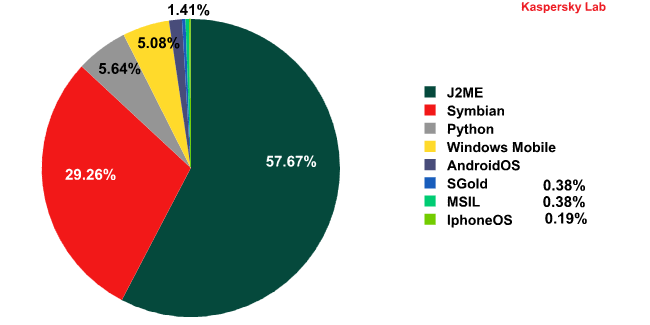 Kaspersky Lab
1.41%
5.08%
5.64%
29.26%
57.67%
J2ME
Symbian
Python
Windows Mobile
AndroidOS
SGold 0.38%
MSIL 0.38%
IphoneOS 0.19%